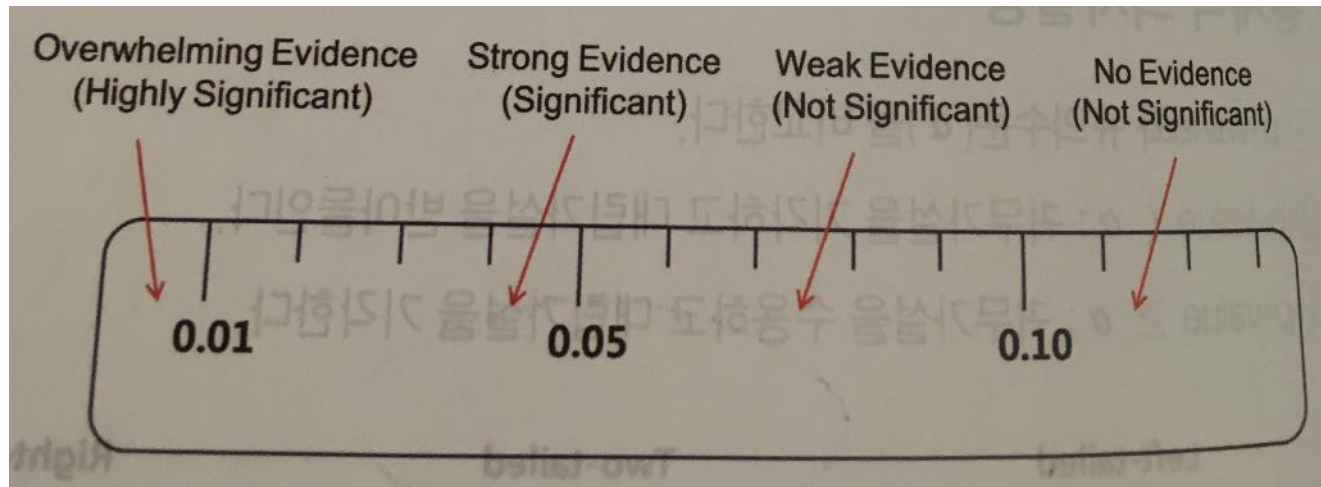 Overwhelming Evidence
(Highly Significant)
Strong Evidence
(Significant)
Weak Evidence
(Not Significant)
No Evidence
(Not Significant)
0.01
0.05
0.10